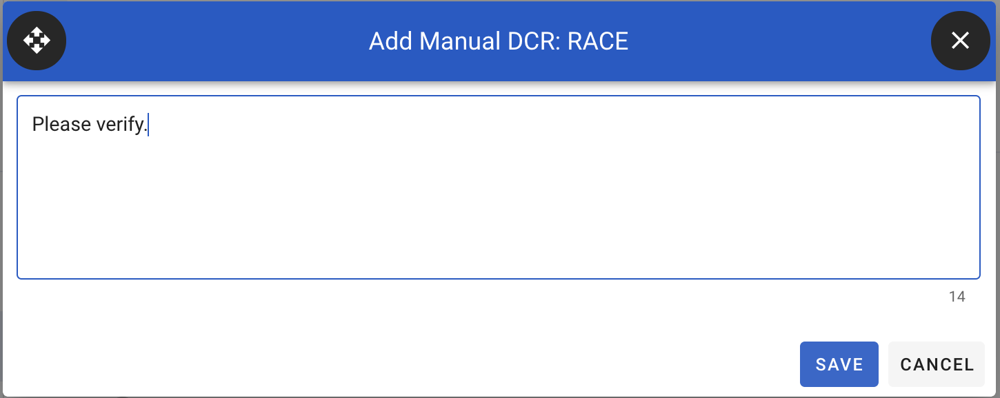 Add Manual DCR: RACE
Please verify.
14
SAVE CANCEL